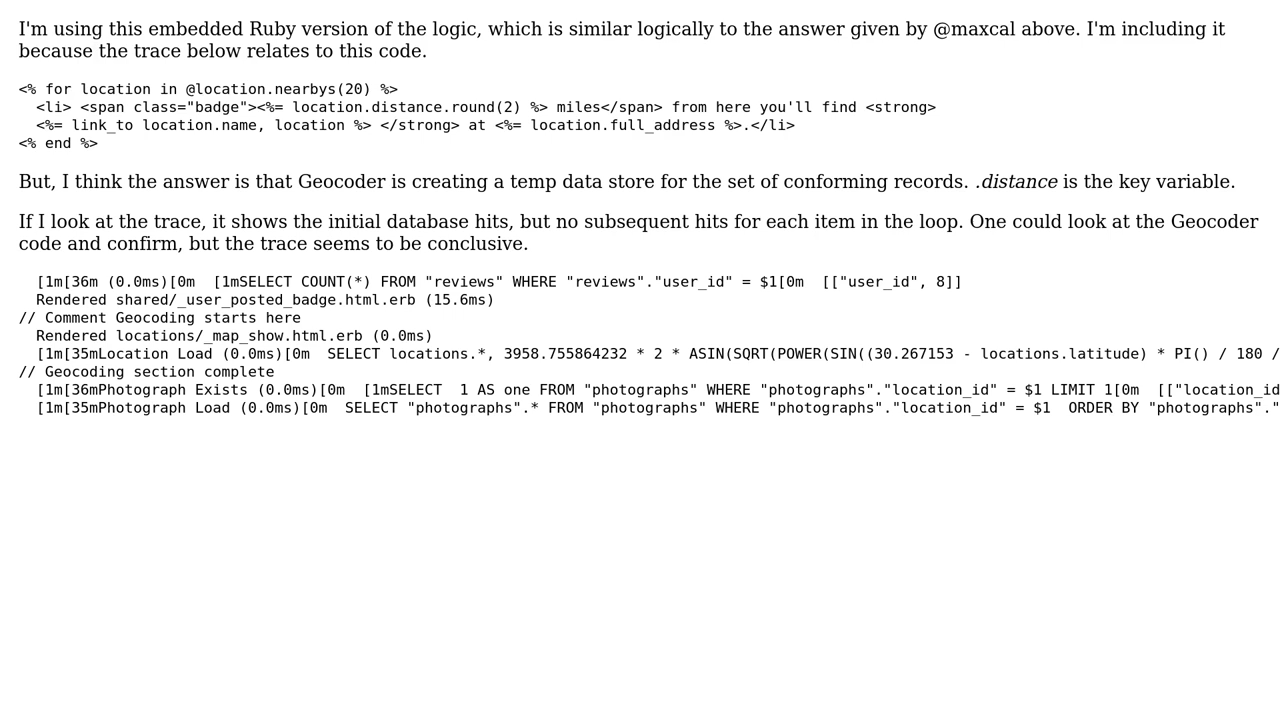 I'm using this embedded Ruby version of the logic, which is similar logically to the answer given by @maxcal above. I'm including it
because the trace below relates to this code.
<% for location in @location.nearbys(20) %>
  <li> <span class="badge"><%= location.distance.round(2) %> miles</span> from here you'll find <strong>
  <%= link_to location.name, location %> </strong> at <%= location.full_address %>.</li>
<% end %>
But, I think the answer is that Geocoder is creating a temp data store for the set of conforming records. .distance is the key variable.
If I look at the trace, it shows the initial database hits, but no subsequent hits for each item in the loop. One could look at the Geocoder
code and confirm, but the trace seems to be conclusive.
  [1m[36m (0.0ms)[0m  [1mSELECT COUNT(*) FROM "reviews" WHERE "reviews"."user_id" = $1[0m  [["user_id", 8]]
  Rendered shared/_user_posted_badge.html.erb (15.6ms)
// Comment Geocoding starts here
  Rendered locations/_map_show.html.erb (0.0ms)
  [1m[35mLocation Load (0.0ms)[0m  SELECT locations.*, 3958.755864232 * 2 * ASIN(SQRT(POWER(SIN((30.267153 - locations.latitude) * PI() / 180 /
// Geocoding section complete
  [1m[36mPhotograph Exists (0.0ms)[0m  [1mSELECT  1 AS one FROM "photographs" WHERE "photographs"."location_id" = $1 LIMIT 1[0m  [["location_id
  [1m[35mPhotograph Load (0.0ms)[0m  SELECT "photographs".* FROM "photographs" WHERE "photographs"."location_id" = $1  ORDER BY "photographs"."